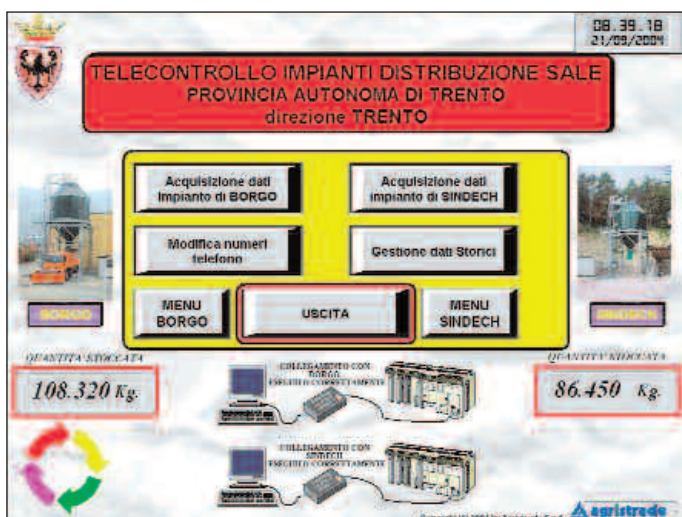 08.39.18
21/09/2004
TELECONTROLLO IMPIANTI DISTRIBUZIONE SALE
PROVINCIA AUTONOMA DI TRENTO
direzione TRENTO
Acquisizione dati
Impianto di BORGO
Acquisizione dati
impianto di SINDECH
Modifica numeri
telefono
Gestione dati Storici
MENU
BORGO
USCITA
MENU
SINDECH
BORGO
SINDECH
QUANTITA' STOCCATA
QUANTITA' STOCCATA
108.320 Kg.
86.450 Kg.
COLLEGAMENTO CON
BORGO
ESEGUITO CORRETTAMENTE
COLLEGAMENTO CON
SINDECH
ESEGUITO CORRETTAMENTE
agristrade